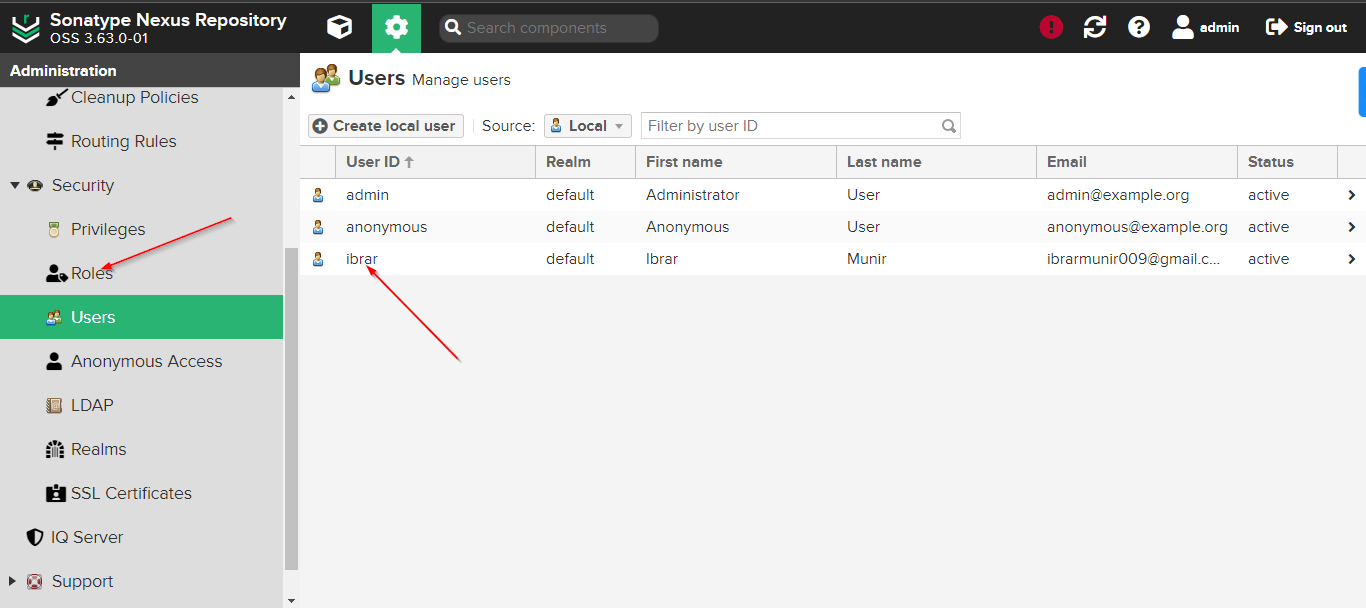 Sonatype Nexus Repository
OSS 3.63.0-01
Search components
admin
Sign out
Administration
Cleanup Policies
Routing Rules
Security
Privileges
Roles
Users
Anonymous Access
LDAP
Realms
SSL Certificates
IQ Server
Support
Users Manage users
Create local user Source: Local Filter by user ID
User ID Realm First name Last name Email Status
admin default Administrator User admin@example.org active
anonymous default Anonymous User anonymous@example.org active
ibrar default Ibrar Munir ibrarmunir009@gmail.c... active